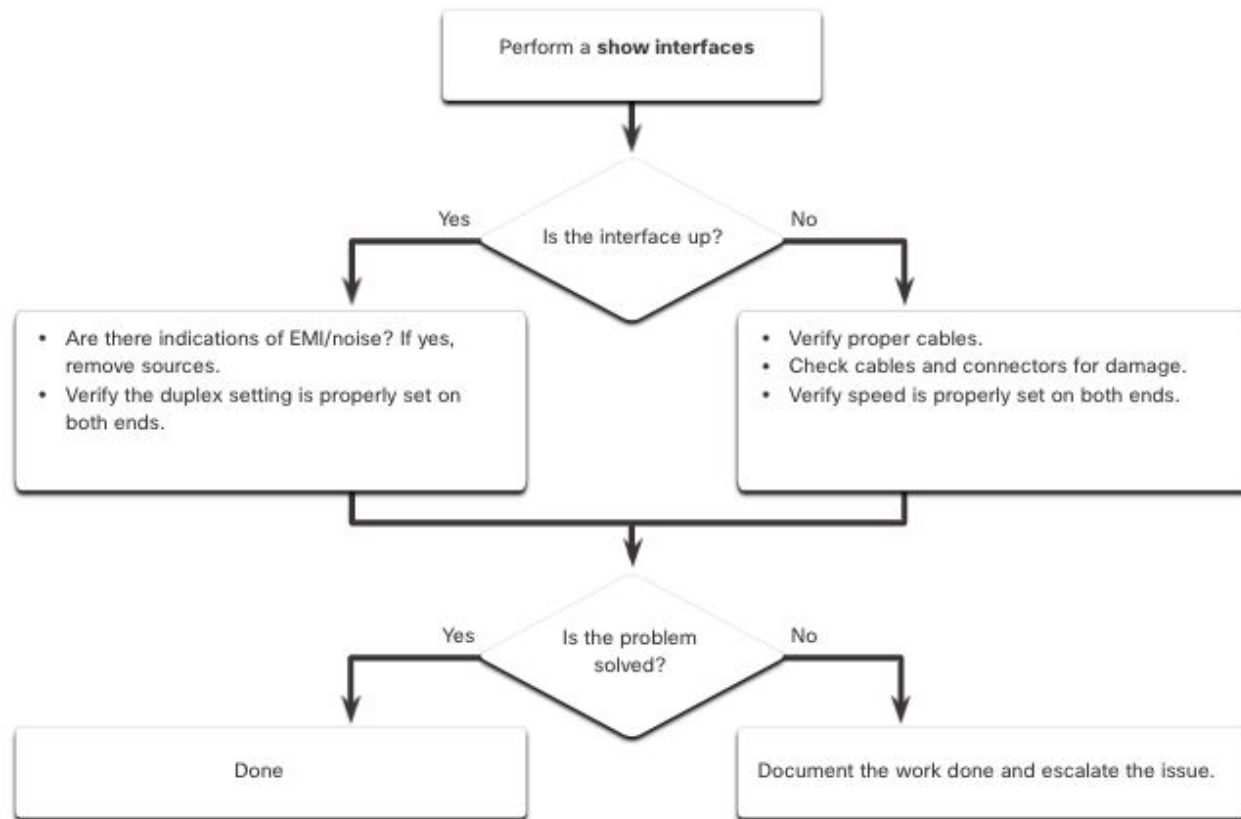 Perform a show interfaces
Yes
Is the interface up?
No
• Are there indications of EMI/noise? If yes,
remove sources.
• Verify the duplex setting is properly set on
both ends.
• Verify proper cables.
• Check cables and connectors for damage.
• Verify speed is properly set on both ends.
Yes
Is the problem
solved?
No
Done
Document the work done and escalate the issue.